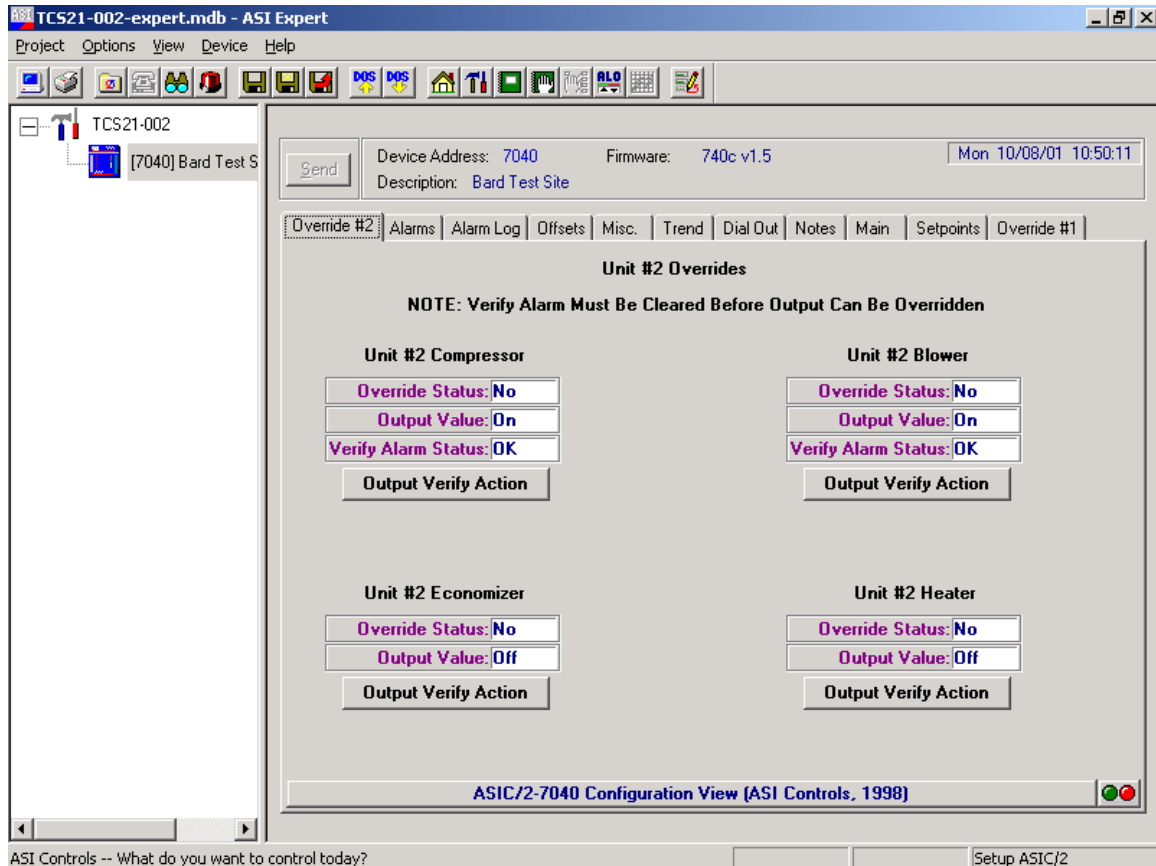 ASI TCS21-002-expert.mdb - ASI Expert
Project Options View Device Help
DOS DOS ALO
TCS21-002
[7040] Bard Test S
Send
Device Address: 7040 Firmware: 740c v1.5 Mon 10/08/01 10:50:11
Description: Bard Test Site
Override #2 Alarms Alarm Log Offsets Misc. Trend Dial Out Notes Main Setpoints Override #1
Unit #2 Overrides
NOTE: Verify Alarm Must Be Cleared Before Output Can Be Overridden
Unit #2 Compressor
Override Status: No
Output Value: On
Verify Alarm Status: OK
Output Verify Action
Unit #2 Blower
Override Status: No
Output Value: On
Verify Alarm Status: OK
Output Verify Action
Unit #2 Economizer
Override Status: No
Output Value: Off
Output Verify Action
Unit #2 Heater
Override Status: No
Output Value: Off
Output Verify Action
ASIC/2-7040 Configuration View (ASI Controls, 1998)
ASI Controls -- What do you want to control today? Setup ASIC/2